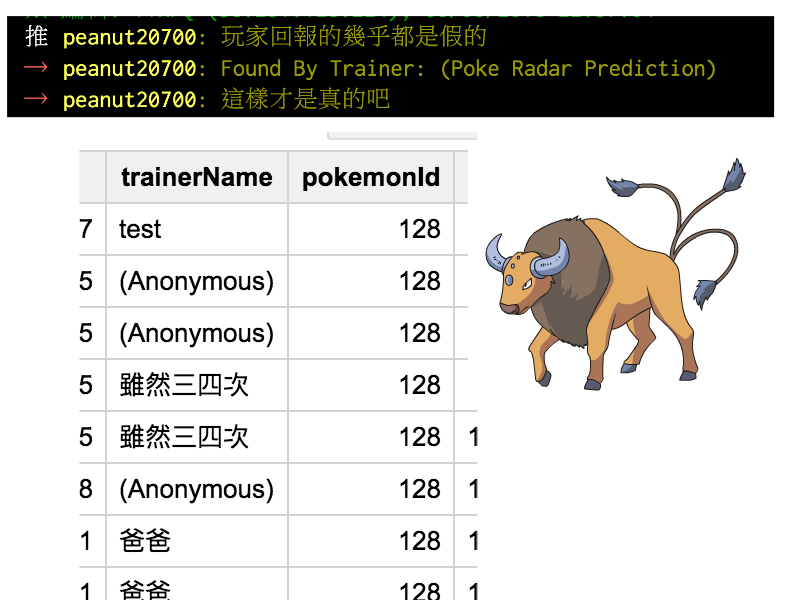 推 peanut20700: 玩家回報的幾乎都是假的
→ peanut20700: Found By Trainer: (Poke Radar Prediction)
→ peanut20700: 這樣才是真的吧
trainerName pokemonId
7 test 128
5 (Anonymous) 128
5 (Anonymous) 128
5 雖然三四次 128
5 雖然三四次 128 1
8 (Anonymous) 128 1
1 爸爸 128 1
1 爸爸 128 1